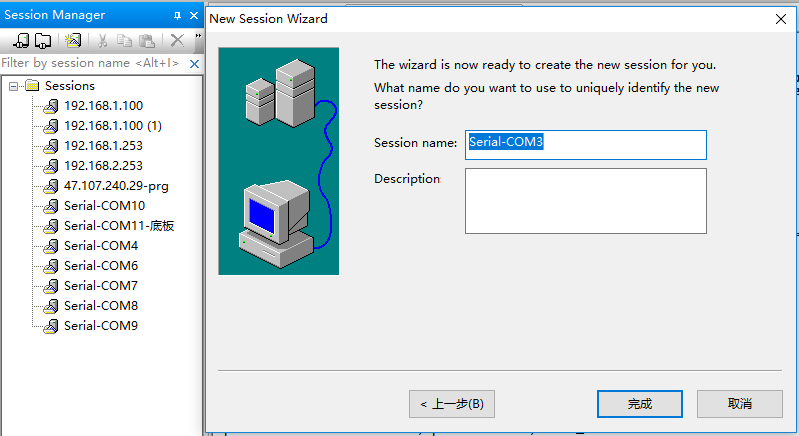 Session Manager
Filter by session name <Alt+I>
Sessions
192.168.1.100
192.168.1.100 (1)
192.168.1.253
192.168.2.253
47.107.240.29-prg
Serial-COM10
Serial-COM11-底板
Serial-COM4
Serial-COM6
Serial-COM7
Serial-COM8
Serial-COM9
New Session Wizard
The wizard is now ready to create the new session for you.
What name do you want to use to uniquely identify the new
session?
Session name: Serial-COM3
Description
< 上一步(B) 完成 取消